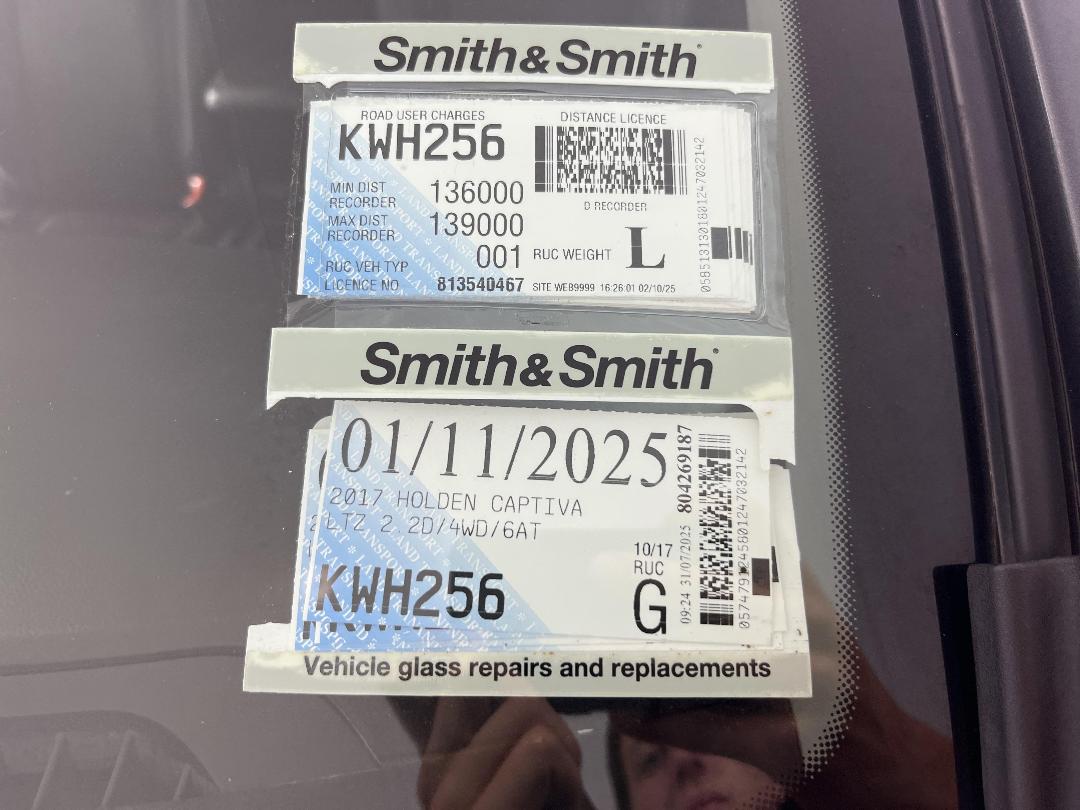 Smith&Smith
ROAD USER CHARGES
DISTANCE LICENCE
KWH256
MIN DIST RECORDER 136000
D RECORDER
MAX DIST RECORDER 139000
001
RUC WEIGHT L
RUC VEH TYP
LICENCE NO 813540467
SITE WEB9999 16:26:01 02/10/25
Smith&Smith
01/11/2025
2017 HOLDEN CAPTIVA
LTZ 2.2D/4WD/6AT
10/17
RUC
KWH256
G
09:24 31/07/2025 804269187
Vehicle glass repairs and replacements